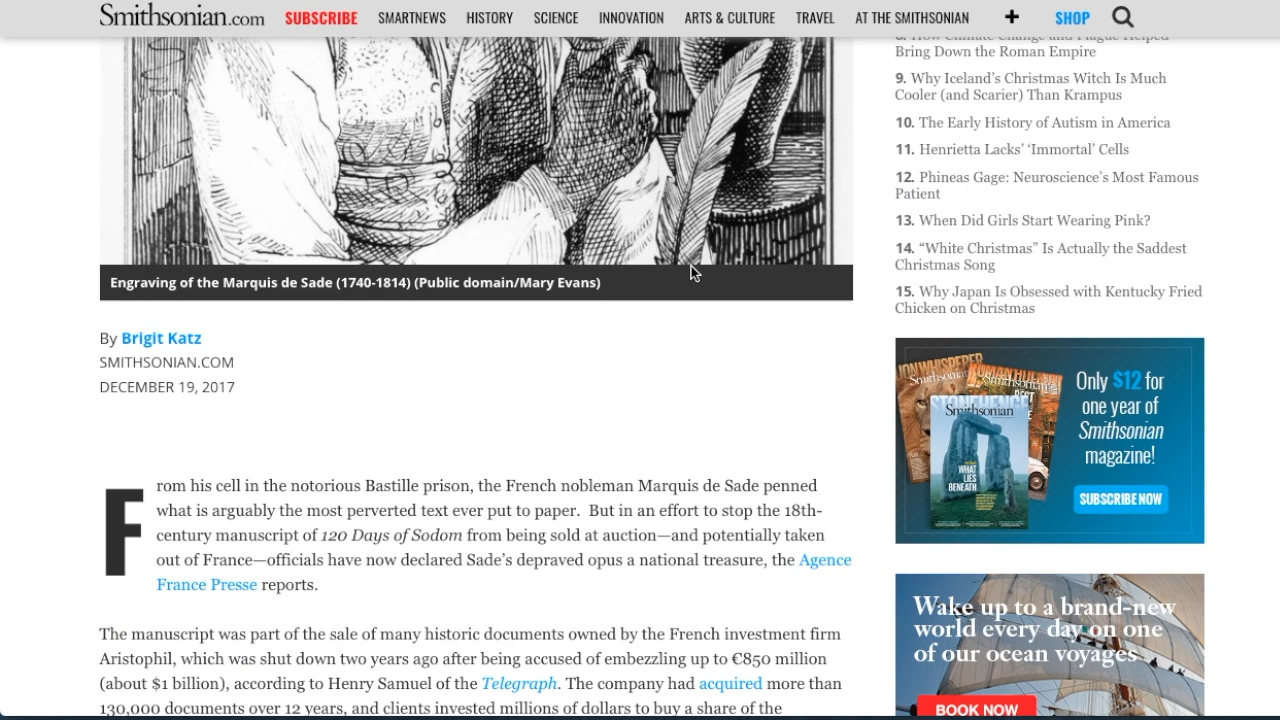 Smithsonian.com SUBSCRIBE SMARTNEWS HISTORY SCIENCE INNOVATION ARTS & CULTURE TRAVEL AT THE SMITHSONIAN + SHOP
Engraving of the Marquis de Sade (1740-1814) (Public domain/Mary Evans)
By Brigit Katz
SMITHSONIAN.COM
DECEMBER 19, 2017
From his cell in the notorious Bastille prison, the French nobleman Marquis de Sade penned
what is arguably the most perverted text ever put to paper. But in an effort to stop the 18th-
century manuscript of 120 Days of Sodom from being sold at auction—and potentially taken
out of France—officials have now declared Sade’s depraved opus a national treasure, the Agence
France Presse reports.
The manuscript was part of the sale of many historic documents owned by the French investment firm
Aristophil, which was shut down two years ago after being accused of embezzling up to €850 million
(about $1 billion), according to Henry Samuel of the Telegraph. The company had acquired more than
130,000 documents over 12 years, and clients invested millions of dollars to buy a share of the
8. How Climate Change and Plague Helped
Bring Down the Roman Empire
9. Why Iceland’s Christmas Witch Is Much
Cooler (and Scarier) Than Krampus
10. The Early History of Autism in America
11. Henrietta Lacks’ ‘Immortal’ Cells
12. Phineas Gage: Neuroscience’s Most Famous
Patient
13. When Did Girls Start Wearing Pink?
14. “White Christmas” Is Actually the Saddest
Christmas Song
15. Why Japan Is Obsessed with Kentucky Fried
Chicken on Christmas
STONEHENGE
Smithsonian
WHAT
LIES
BENEATH
Only $12 for
one year of
Smithsonian
magazine!
SUBSCRIBE NOW
Wake up to a brand-new
world every day on one
of our ocean voyages
BOOK NOW